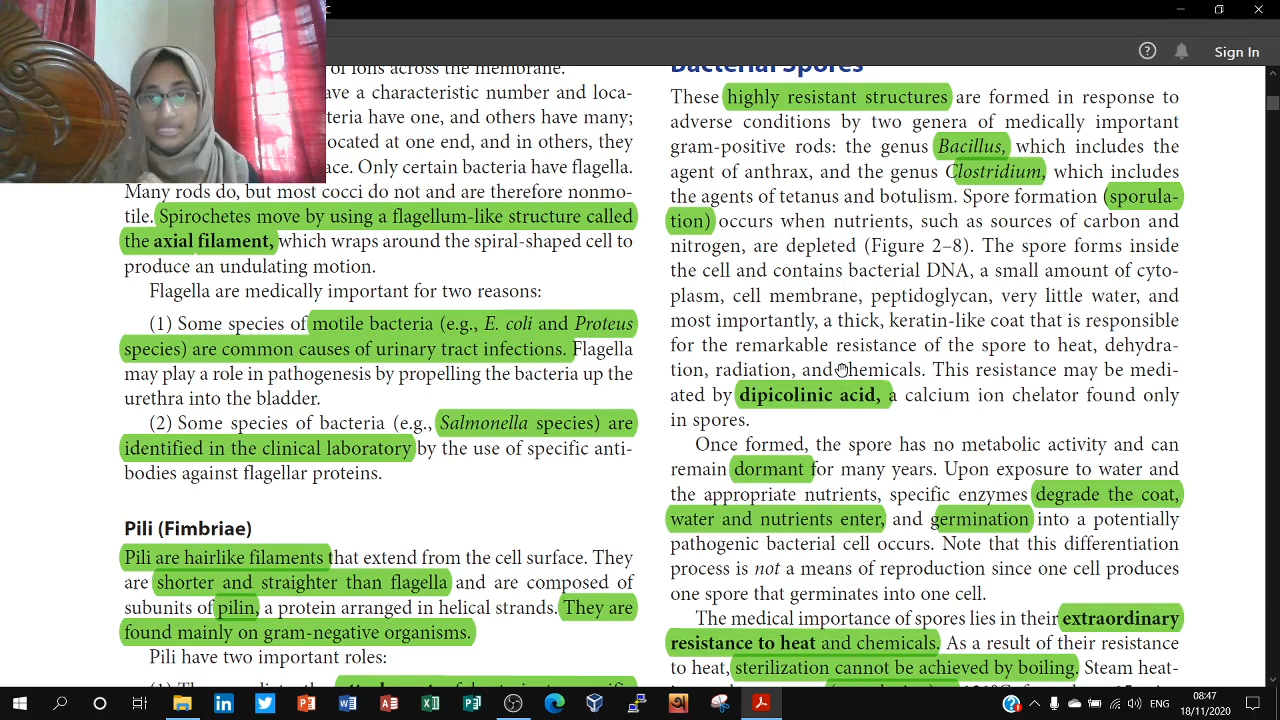 Sign In
of ions across the membrane.
ave a characteristic number and loca-
teria have one, and others have many;
ocated at one end, and in others, they
ace. Only certain bacteria have flagella.
Many rods do, but most cocci do not and are therefore nonmo-
tile. Spirochetes move by using a flagellum-like structure called
the axial filament, which wraps around the spiral-shaped cell to
produce an undulating motion.
Flagella are medically important for two reasons:
(1) Some species of motile bacteria (e.g., E. coli and Proteus
species) are common causes of urinary tract infections. Flagella
may play a role in pathogenesis by propelling the bacteria up the
urethra into the bladder.
(2) Some species of bacteria (e.g., Salmonella species) are
identified in the clinical laboratory by the use of specific anti-
bodies against flagellar proteins.
Pili (Fimbriae)
Pili are hairlike filaments that extend from the cell surface. They
are shorter and straighter than flagella and are composed of
subunits of pilin, a protein arranged in helical strands. They are
found mainly on gram-negative organisms.
Pili have two important roles:
Bacterial Spores
These highly resistant structures are formed in response to
adverse conditions by two genera of medically important
gram-positive rods: the genus Bacillus, which includes the
agent of anthrax, and the genus Clostridium, which includes
the agents of tetanus and botulism. Spore formation (sporula-
tion) occurs when nutrients, such as sources of carbon and
nitrogen, are depleted (Figure 2–8). The spore forms inside
the cell and contains bacterial DNA, a small amount of cyto-
plasm, cell membrane, peptidoglycan, very little water, and
most importantly, a thick, keratin-like coat that is responsible
for the remarkable resistance of the spore to heat, dehydra-
tion, radiation, and chemicals. This resistance may be medi-
ated by dipicolinic acid, a calcium ion chelator found only
in spores.
Once formed, the spore has no metabolic activity and can
remain dormant for many years. Upon exposure to water and
the appropriate nutrients, specific enzymes degrade the coat,
water and nutrients enter, and germination into a potentially
pathogenic bacterial cell occurs. Note that this differentiation
process is not a means of reproduction since one cell produces
one spore that germinates into one cell.
The medical importance of spores lies in their extraordinary
resistance to heat and chemicals. As a result of their resistance
to heat, sterilization cannot be achieved by boiling. Steam heat-
ENG
08:47
18/11/2020